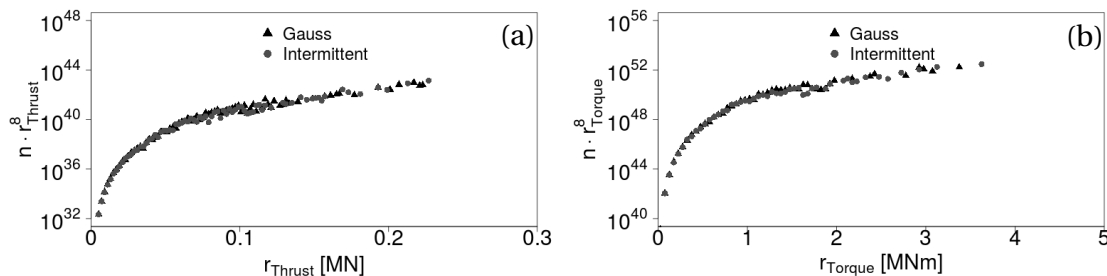 10^48
10^44
10^40
10^36
10^32
n · r^8_Thrust
▲ Gauss
● Intermittent
(a)
0 0.1 0.2 0.3
r_Thrust [MN]
10^56
10^52
10^48
10^44
10^40
n · r^8_Torque
▲ Gauss
● Intermittent
(b)
0 1 2 3 4 5
r_Torque [MNm]